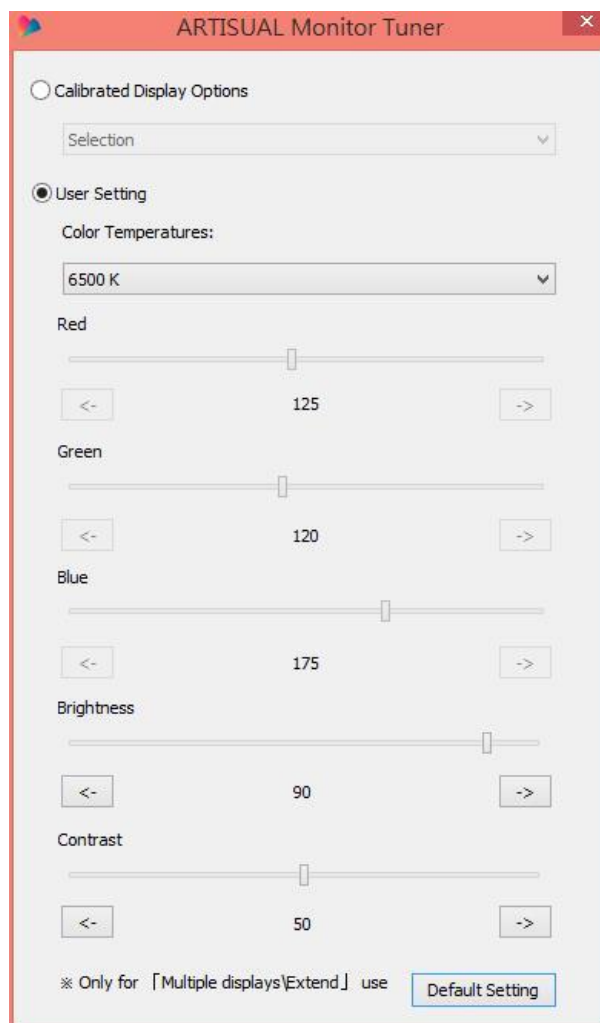 ARTISUAL Monitor Tuner
Calibrated Display Options
Selection
User Setting
Color Temperatures:
6500 K
Red
<- 125 ->
Green
<- 120 ->
Blue
<- 175 ->
Brightness
<- 90 ->
Contrast
<- 50 ->
※ Only for「Multiple displays\Extend」use Default Setting